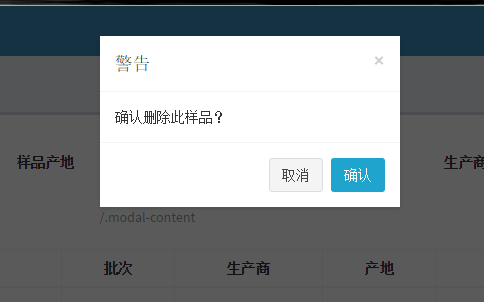 警告 ×
确认删除此样品?
取消 确认
样品产地 生产商
/.modal-content
批次 生产商 产地